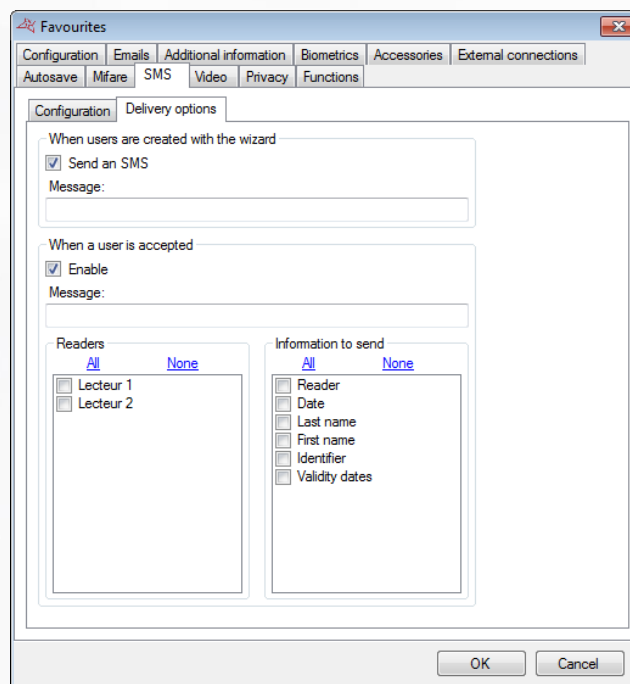 Favourites
Configuration Emails Additional information Biometrics Accessories External connections
Autosave Mifare SMS Video Privacy Functions
Configuration Delivery options
When users are created with the wizard
Send an SMS
Message:
When a user is accepted
Enable
Message:
Readers
All None
Lecteur 1
Lecteur 2
Information to send
All None
Reader
Date
Last name
First name
Identifier
Validity dates
OK Cancel